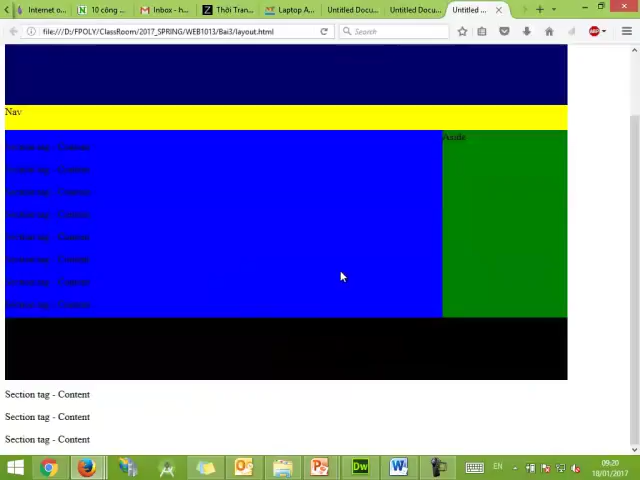 Internet o...
10 công ...
Inbox - h...
Thời Tran...
Laptop A...
Untitled Docu...
Untitled Docu...
Untitled ...
file:///D:/FPOLY/ClassRoom/2017_SPRING/WEB1013/Bai3/layout.html
Search
ABP
Nav
Aside
Section tag - Content
Section tag - Content
Section tag - Content
Section tag - Content
Section tag - Content
Section tag - Content
Section tag - Content
Section tag - Content
Section tag - Content
Section tag - Content
Section tag - Content
Dw
EN
09:20
18/01/2017